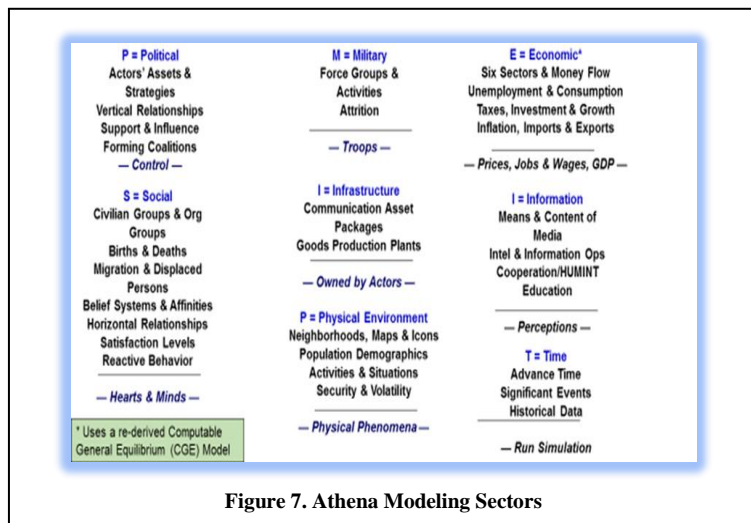 P = Political
Actors' Assets &
Strategies
Vertical Relationships
Support & Influence
Forming Coalitions
— Control —
S = Social
Civilian Groups & Org
Groups
Births & Deaths
Migration & Displaced
Persons
Belief Systems & Affinities
Horizontal Relationships
Satisfaction Levels
Reactive Behavior
— Hearts & Minds —
* Uses a re-derived Computable
General Equilibrium (CGE) Model
M = Military
Force Groups &
Activities
Attrition
— Troops —
I = Infrastructure
Communication Asset
Packages
Goods Production Plants
— Owned by Actors —
P = Physical Environment
Neighborhoods, Maps & Icons
Population Demographics
Activities & Situations
Security & Volatility
— Physical Phenomena —
E = Economic*
Six Sectors & Money Flow
Unemployment & Consumption
Taxes, Investment & Growth
Inflation, Imports & Exports
— Prices, Jobs & Wages, GDP —
I = Information
Means & Content of
Media
Intel & Information Ops
Cooperation/HUMINT
Education
— Perceptions —
T = Time
Advance Time
Significant Events
Historical Data
— Run Simulation
Figure 7. Athena Modeling Sectors